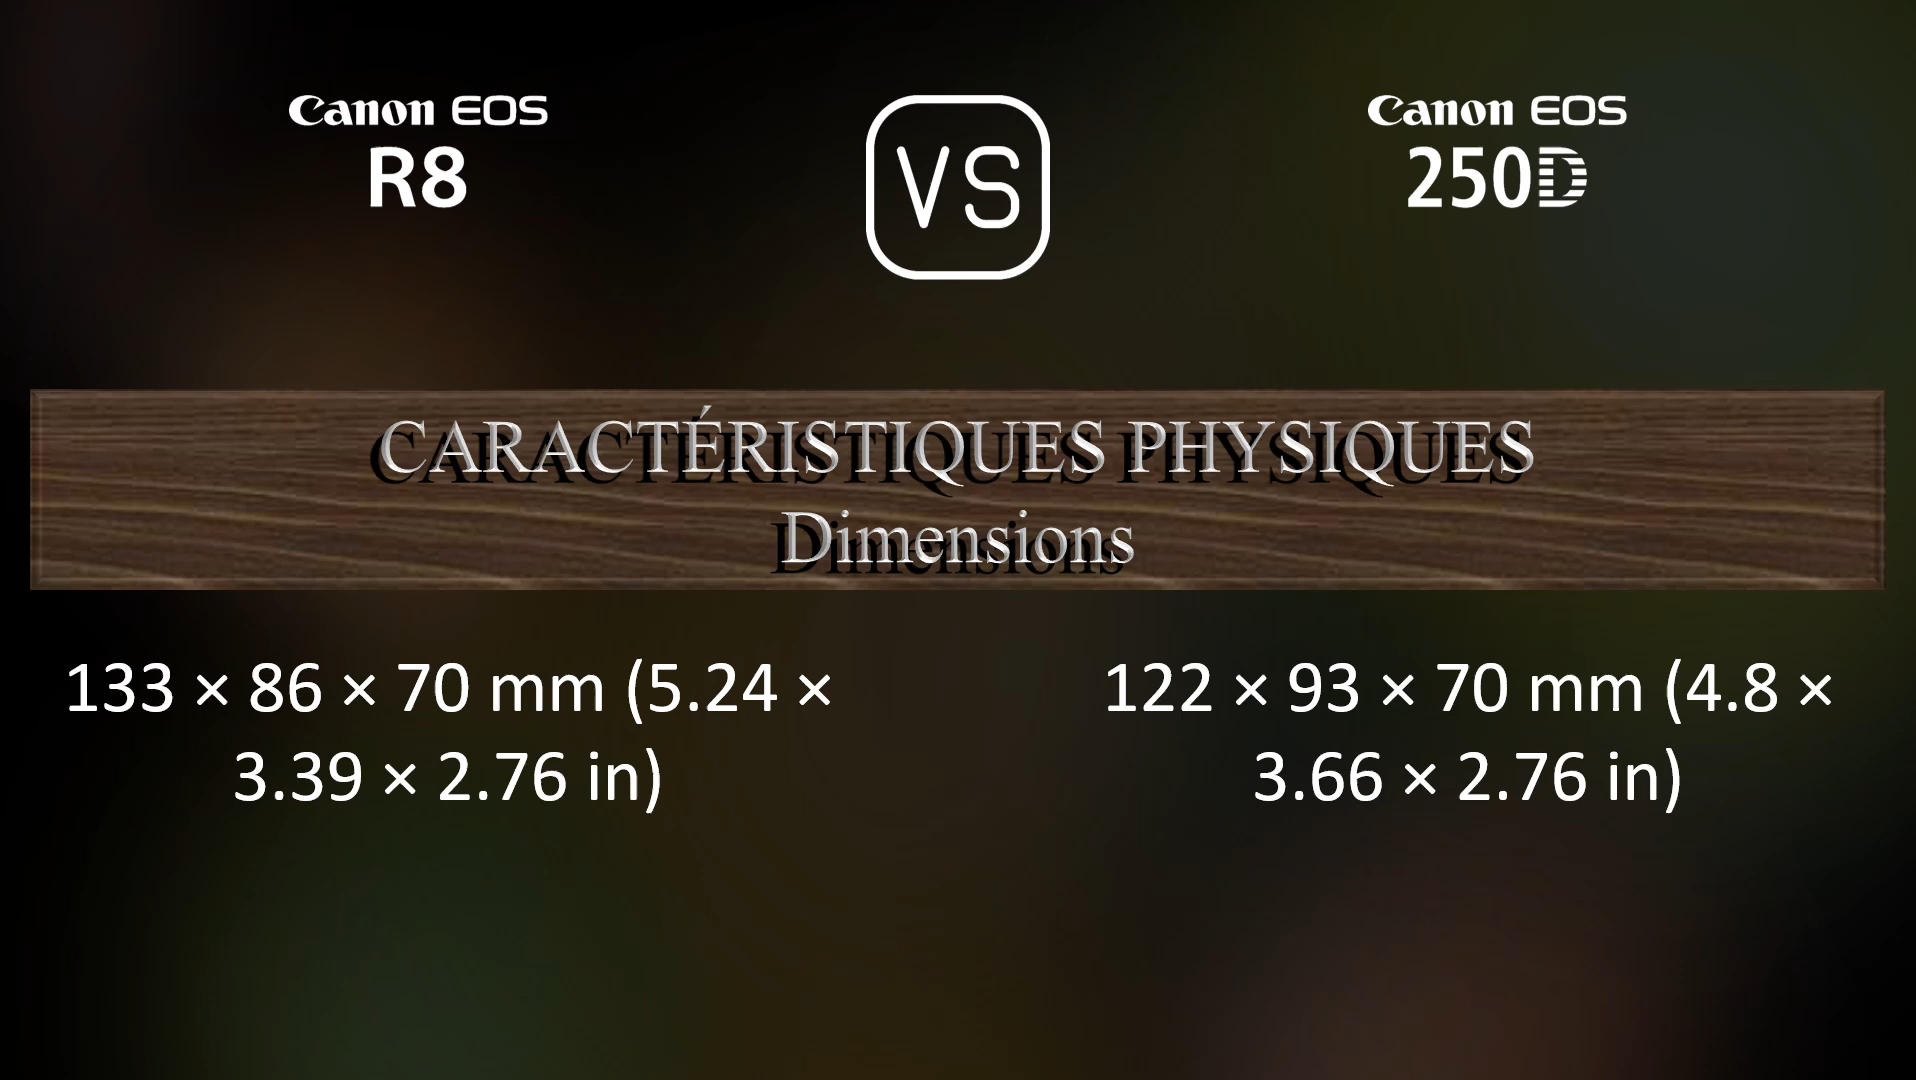 Canon EOS
R8
VS
Canon EOS
250D
CARACTÉRISTIQUES PHYSIQUES
Dimensions
133 × 86 × 70 mm (5.24 ×
3.39 × 2.76 in)
122 × 93 × 70 mm (4.8 ×
3.66 × 2.76 in)